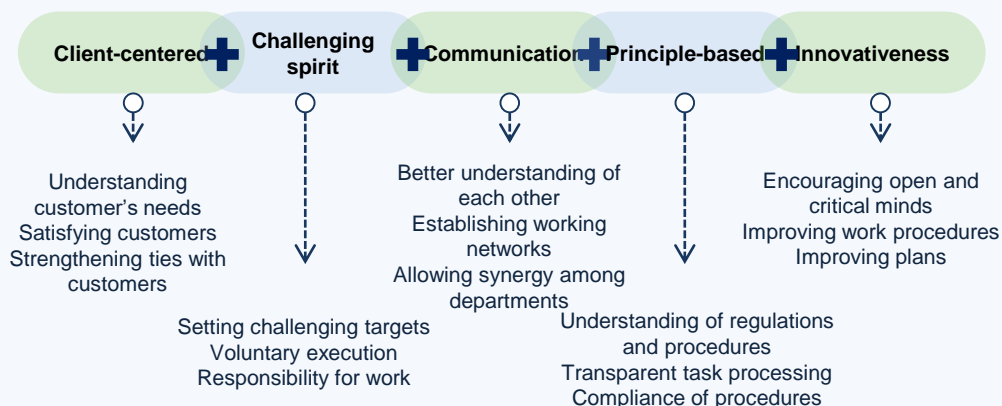 Client-centered
Challenging
spirit
Communication
Principle-based
Innovativeness
Understanding
customer’s needs
Satisfying customers
Strengthening ties with
customers
Setting challenging targets
Voluntary execution
Responsibility for work
Better understanding of
each other
Establishing working
networks
Allowing synergy among
departments
Understanding of regulations
and procedures
Transparent task processing
Compliance of procedures
Encouraging open and
critical minds
Improving work procedures
Improving plans